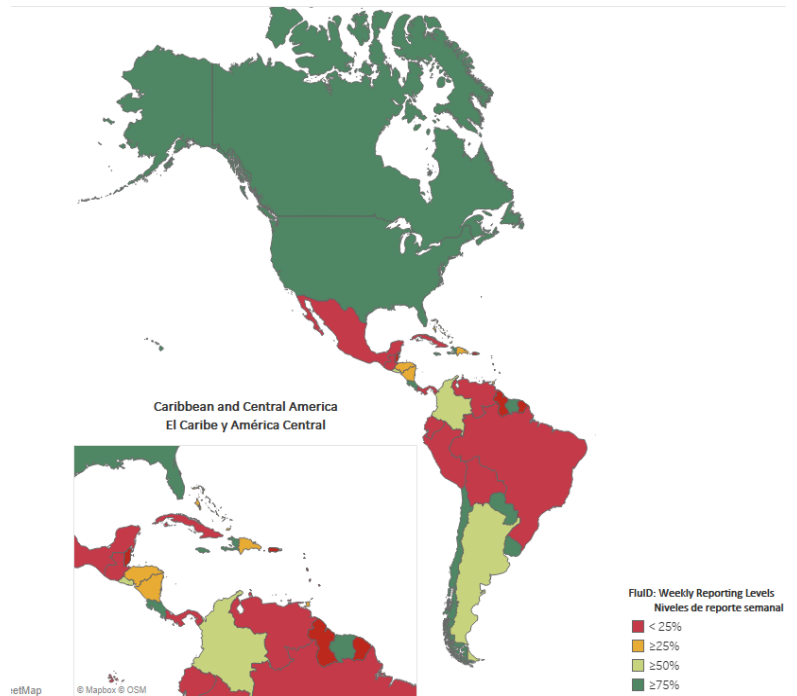 Caribbean and Central America
El Caribe y América Central
FluID: Weekly Reporting Levels
Niveles de reporte semanal
< 25%
≥25%
≥50%
≥75%
etMap
© Mapbox © OSM